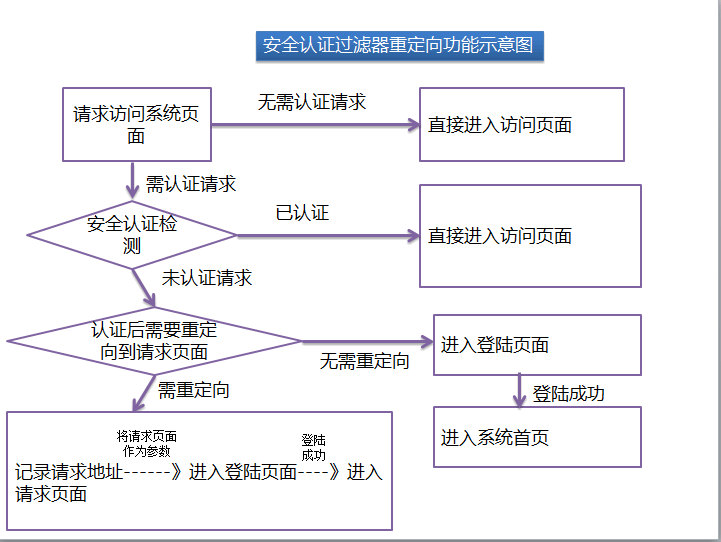 安全认证过滤器重定向功能示意图
请求访问系统页
面
无需认证请求
直接进入访问页面
需认证请求
安全认证检
测
已认证
直接进入访问页面
未认证请求
认证后需要重定
向到请求页面
无需重定向
进入登陆页面
需重定向
登陆成功
进入系统首页
将请求页面
作为参数
登陆
成功
记录请求地址------》进入登陆页面----》进入
请求页面